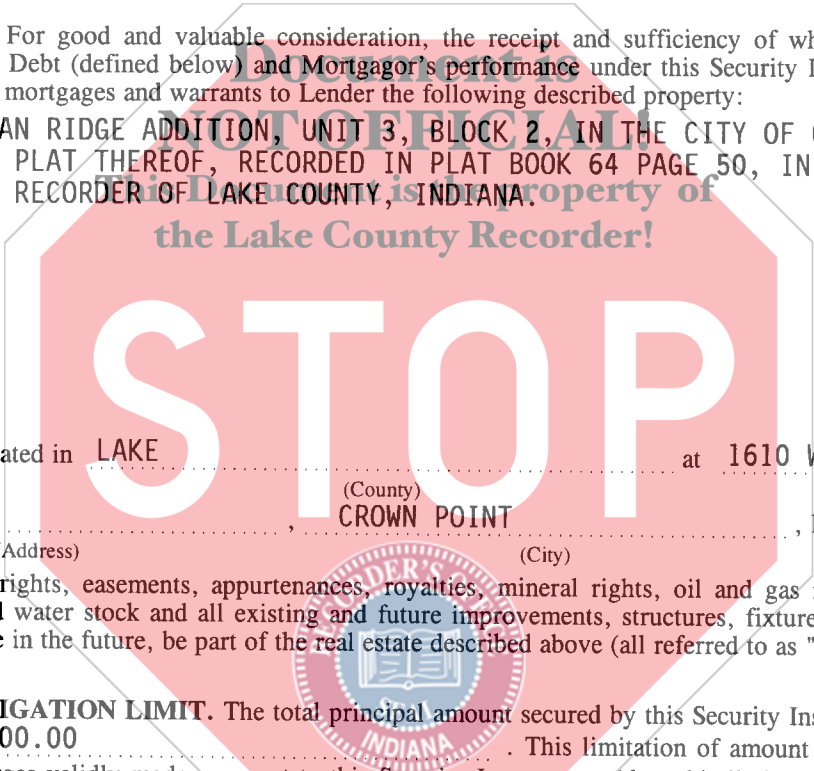 For good and valuable consideration, the receipt and sufficiency of wh
Debt (defined below) and Mortgagor's performance under this Security I
mortgages and warrants to Lender the following described property:
AN RIDGE ADDITION, UNIT 3, BLOCK 2, IN THE CITY OF
PLAT THEREOF, RECORDED IN PLAT BOOK 64 PAGE 50, IN
RECORDER OF LAKE COUNTY, INDIANA.
Document is
NOT OFFICIAL!
This Document is the property of
the Lake County Recorder!
STOP
ated in LAKE at 1610 W
(County)
, CROWN POINT ,
Address) (City)
rights, easements, appurtenances, royalties, mineral rights, oil and gas
water stock and all existing and future improvements, structures, fixture
in the future, be part of the real estate described above (all referred to as "
IGATION LIMIT. The total principal amount secured by this Security Ins
00.00 . This limitation of amount
SEAL
INDIANA